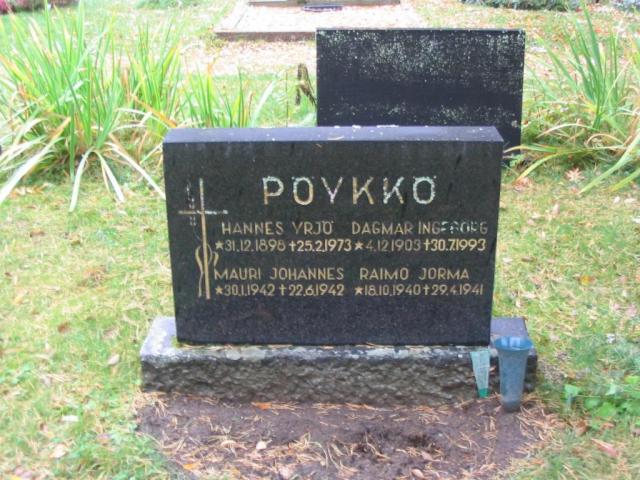 PÖYKKÖ
HANNES YRJÖ DAGMAR INGEBORG
*31.12.1898 +25.2.1973 *4.12.1903 +30.7.1993
MAURI JOHANNES RAIMO JORMA
*30.1.1942 +22.6.1942 *18.10.1940 +29.4.1941